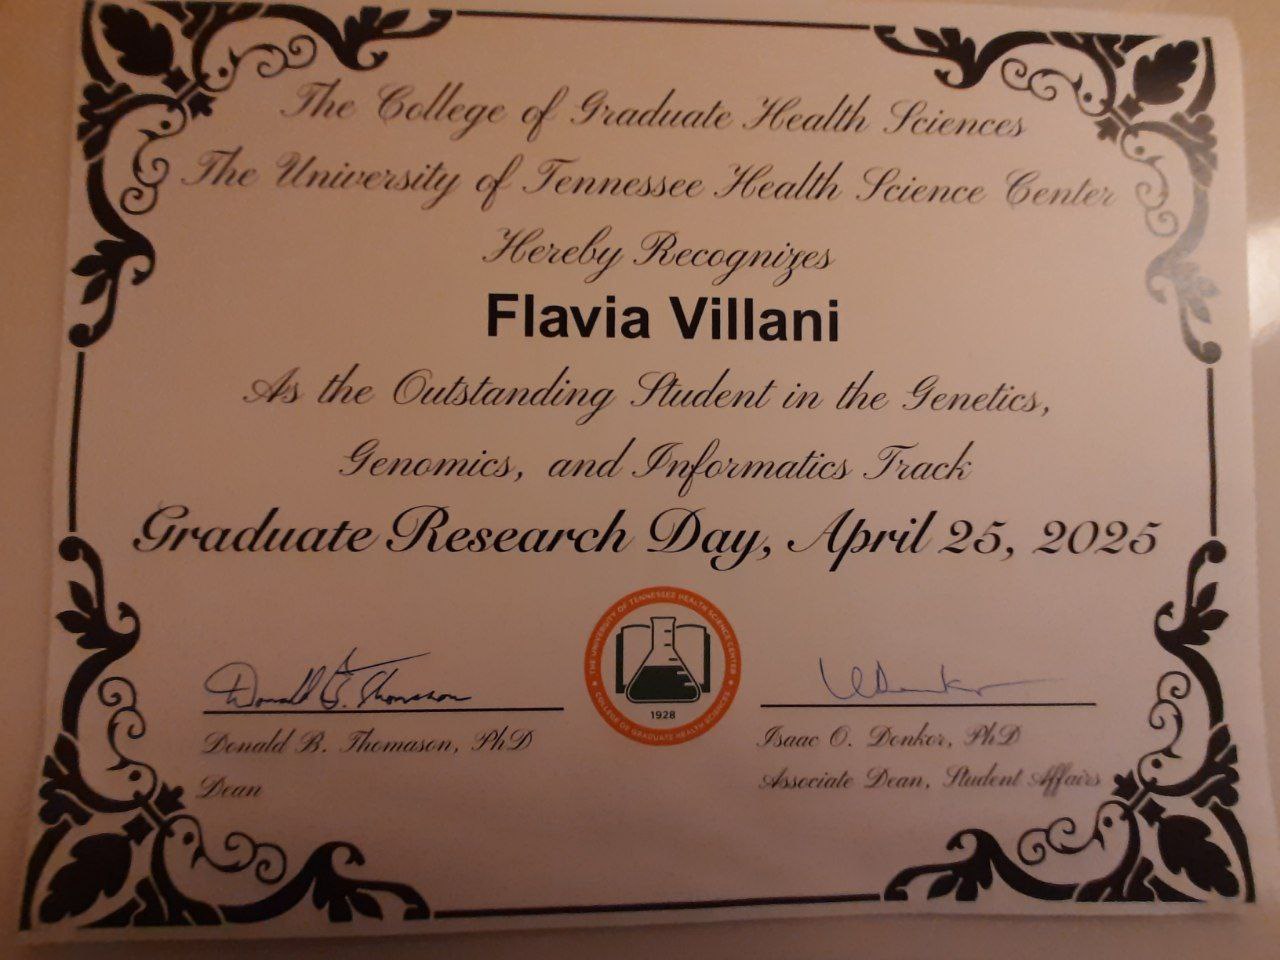 The College of Graduate Health Sciences
The University of Tennessee Health Science Center
Hereby Recognizes
Flavia Villani
As the Outstanding Student in the Genetics,
Genomics, and Informatics Track
Graduate Research Day, April 25, 2025
THE UNIVERSITY OF TENNESSEE HEALTH SCIENCE CENTER
COLLEGE OF GRADUATE HEALTH SCIENCES
1928
Donald B. Thomason
Donald B. Thomason, PhD
Dean
Isaac O. Donkor, PhD
Associate Dean, Student Affairs